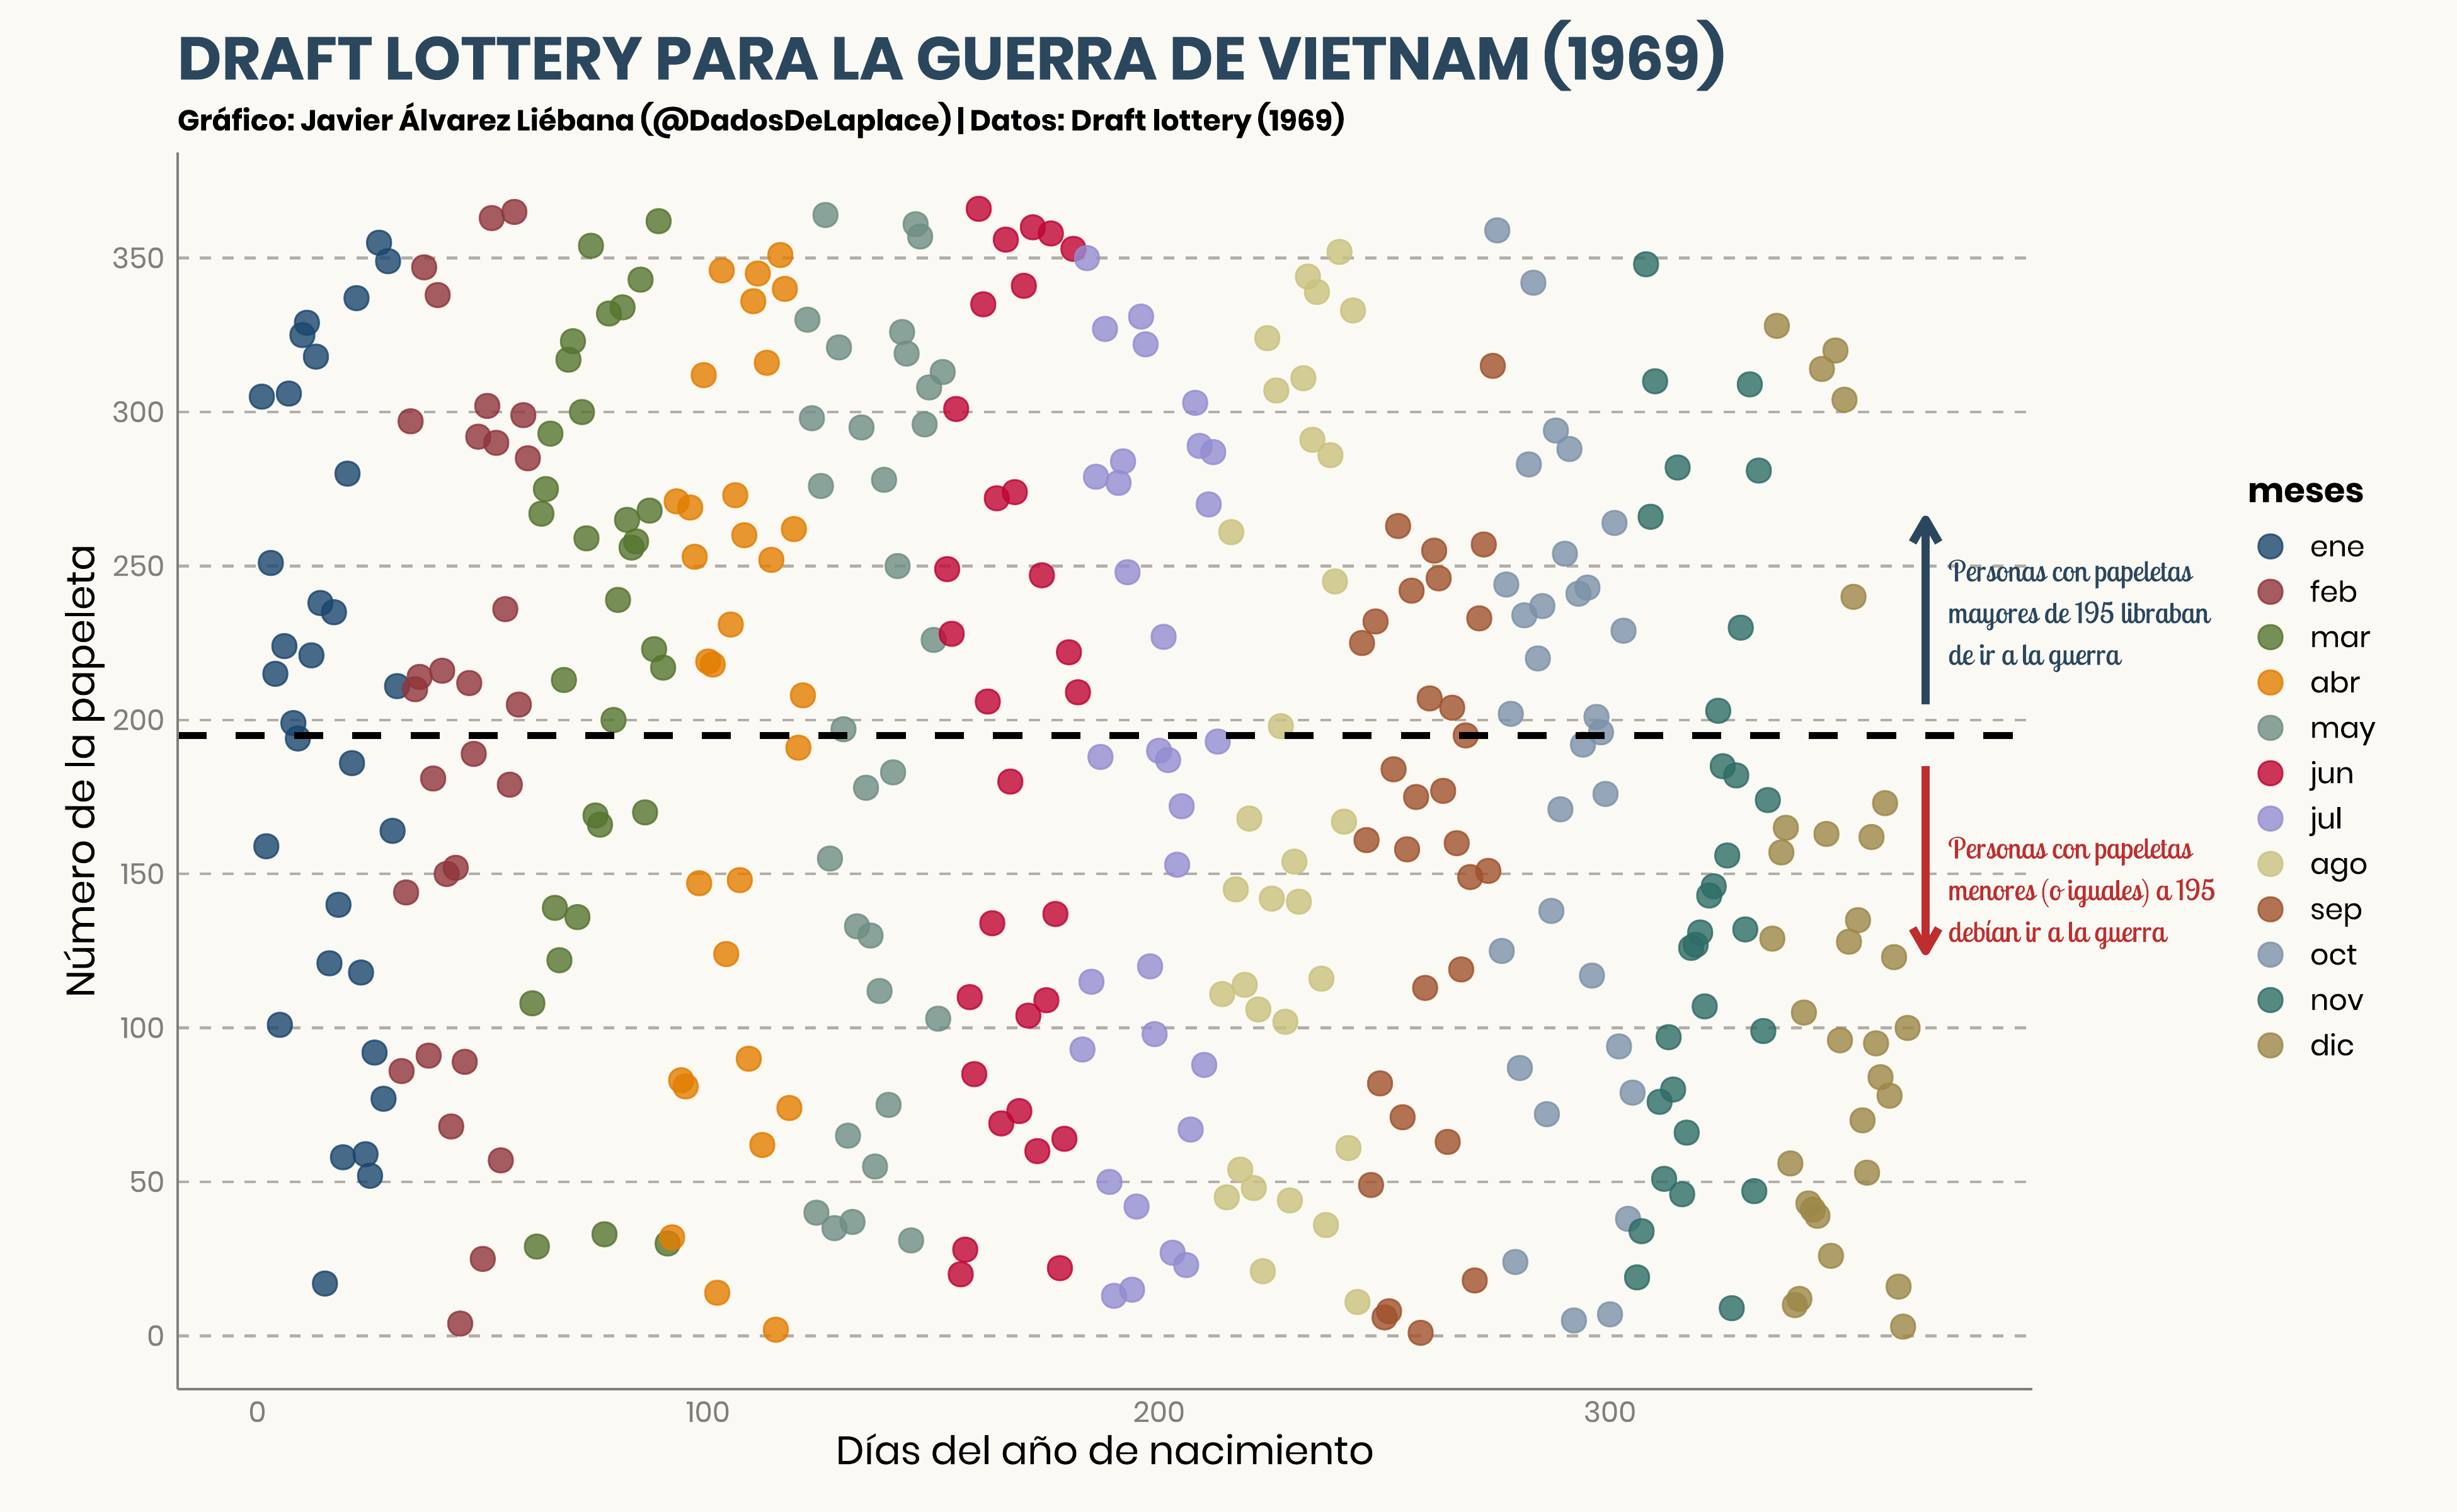 DRAFT LOTTERY PARA LA GUERRA DE VIETNAM (1969)
Gráfico: Javier Álvarez Liébana (@DadosDeLaplace) | Datos: Draft lottery (1969)
Número de la papeleta
350
300
250
200
150
100
50
0
0
100
200
300
Días del año de nacimiento
Personas con papeletas
mayores de 195 libraban
de ir a la guerra
Personas con papeletas
menores (o iguales) a 195
debían ir a la guerra
meses
ene
feb
mar
abr
may
jun
jul
ago
sep
oct
nov
dic